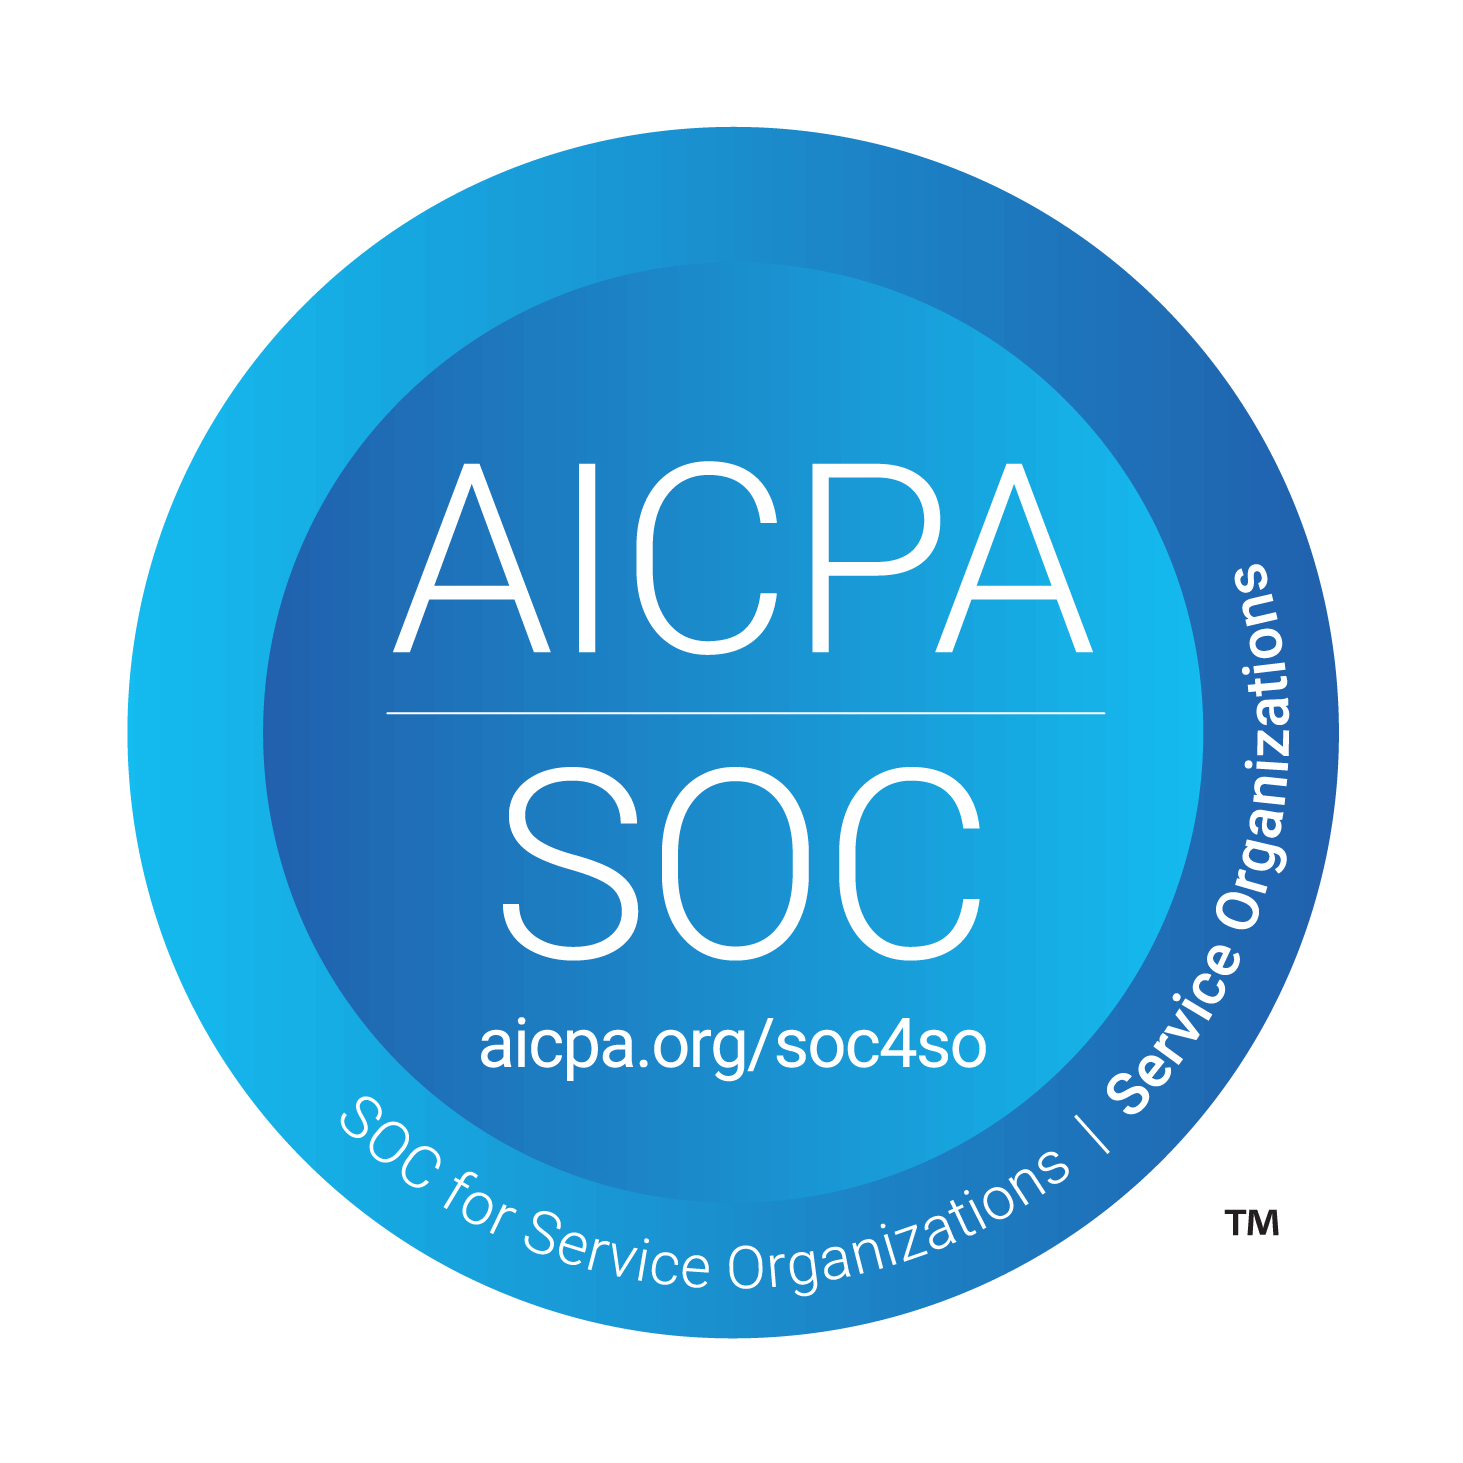 AICPA
SOC
aicpa.org/soc4so
SOC for Service Organizations | Service Organizations
TM